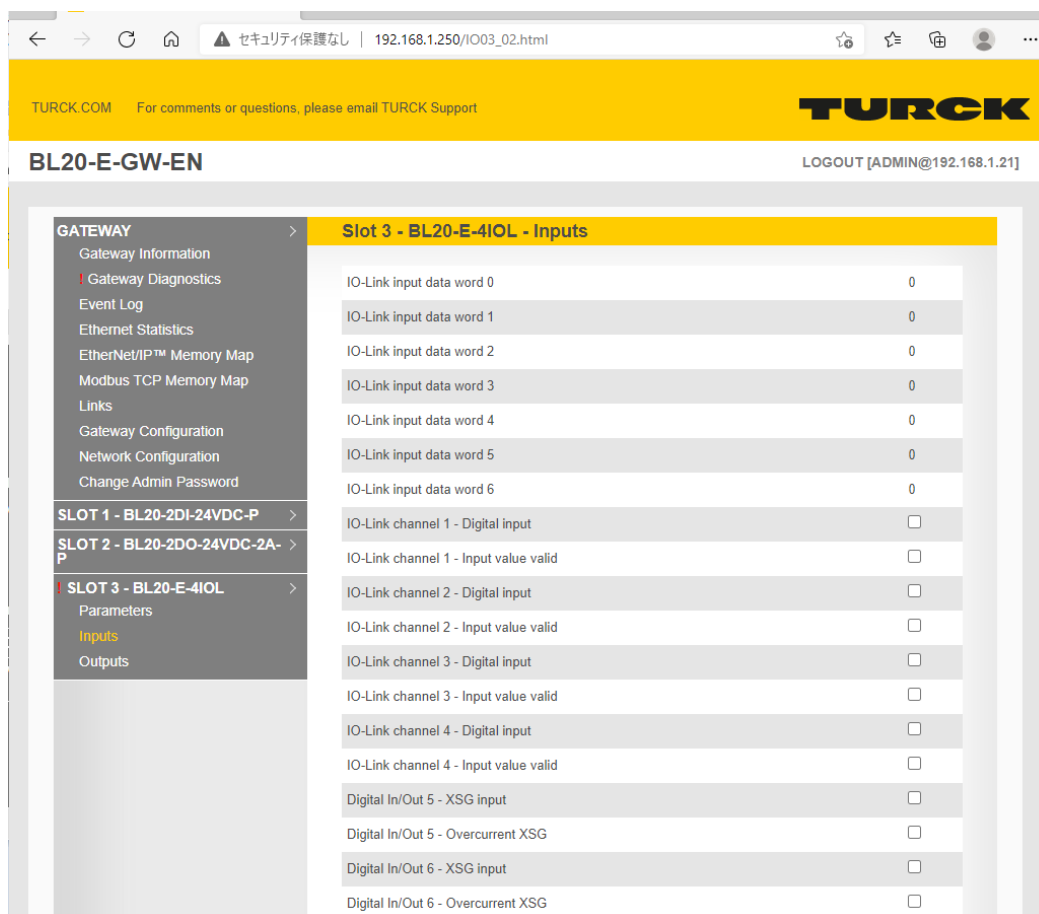 セキュリティ保護なし | 192.168.1.250/IO03_02.html
TURCK.COM For comments or questions, please email TURCK Support
TURCK
BL20-E-GW-EN
LOGOUT [ADMIN@192.168.1.21]
GATEWAY
Gateway Information
! Gateway Diagnostics
Event Log
Ethernet Statistics
EtherNet/IP™ Memory Map
Modbus TCP Memory Map
Links
Gateway Configuration
Network Configuration
Change Admin Password
SLOT 1 - BL20-2DI-24VDC-P
SLOT 2 - BL20-2DO-24VDC-2A-
P
! SLOT 3 - BL20-E-4IOL
Parameters
Inputs
Outputs
Slot 3 - BL20-E-4IOL - Inputs
IO-Link input data word 0 0
IO-Link input data word 1 0
IO-Link input data word 2 0
IO-Link input data word 3 0
IO-Link input data word 4 0
IO-Link input data word 5 0
IO-Link input data word 6 0
IO-Link channel 1 - Digital input
IO-Link channel 1 - Input value valid
IO-Link channel 2 - Digital input
IO-Link channel 2 - Input value valid
IO-Link channel 3 - Digital input
IO-Link channel 3 - Input value valid
IO-Link channel 4 - Digital input
IO-Link channel 4 - Input value valid
Digital In/Out 5 - XSG input
Digital In/Out 5 - Overcurrent XSG
Digital In/Out 6 - XSG input
Digital In/Out 6 - Overcurrent XSG